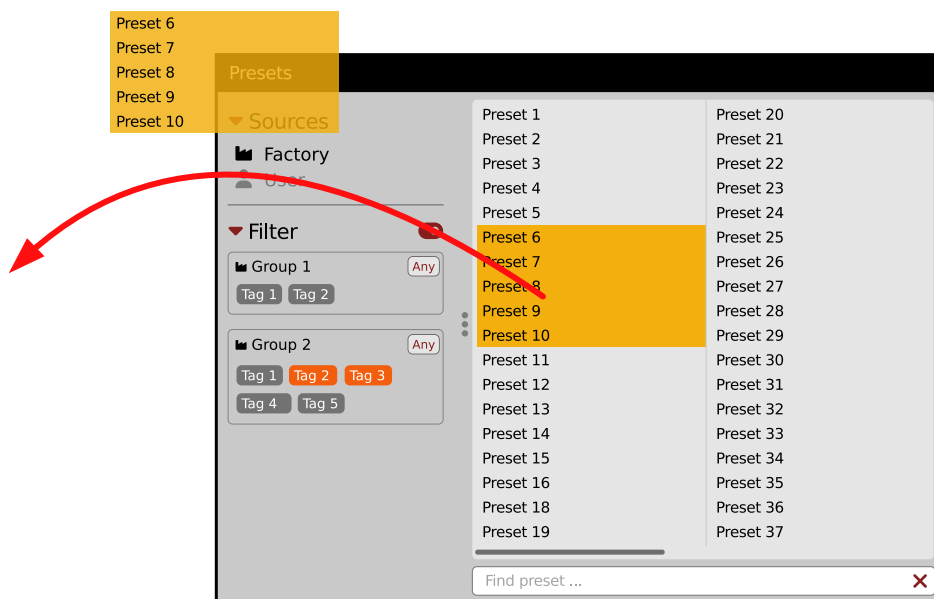 Preset 6
Preset 7
Preset 8
Preset 9
Preset 10
Presets
Sources
Factory
User
Filter
Group 1 Any
Tag 1 Tag 2
Group 2 Any
Tag 1 Tag 2 Tag 3
Tag 4 Tag 5
Preset 1
Preset 2
Preset 3
Preset 4
Preset 5
Preset 6
Preset 7
Preset 8
Preset 9
Preset 10
Preset 11
Preset 12
Preset 13
Preset 14
Preset 15
Preset 16
Preset 18
Preset 19
Preset 20
Preset 21
Preset 22
Preset 23
Preset 24
Preset 25
Preset 26
Preset 27
Preset 28
Preset 29
Preset 30
Preset 31
Preset 32
Preset 33
Preset 34
Preset 35
Preset 36
Preset 37
Find preset ...